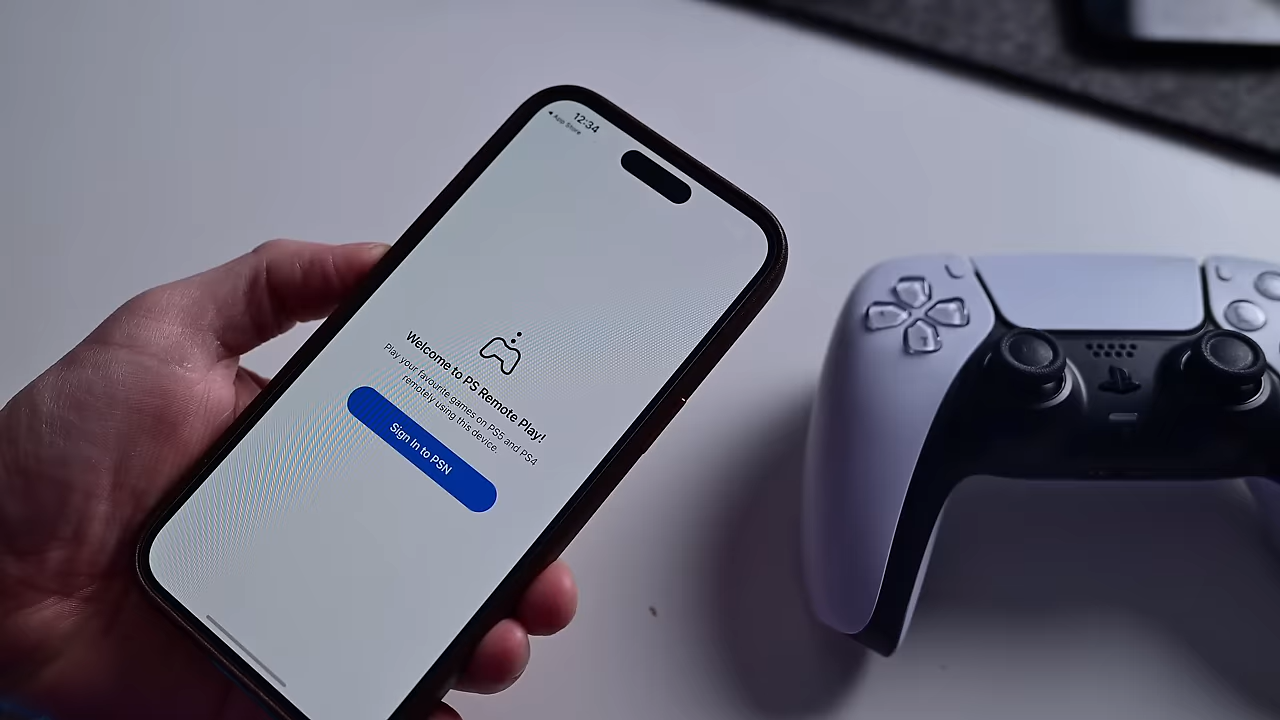 12:34
◀ App Store
Welcome to PS Remote Play!
Play your favourite games on PS5 and PS4
remotely using this device.
Sign In to PSN